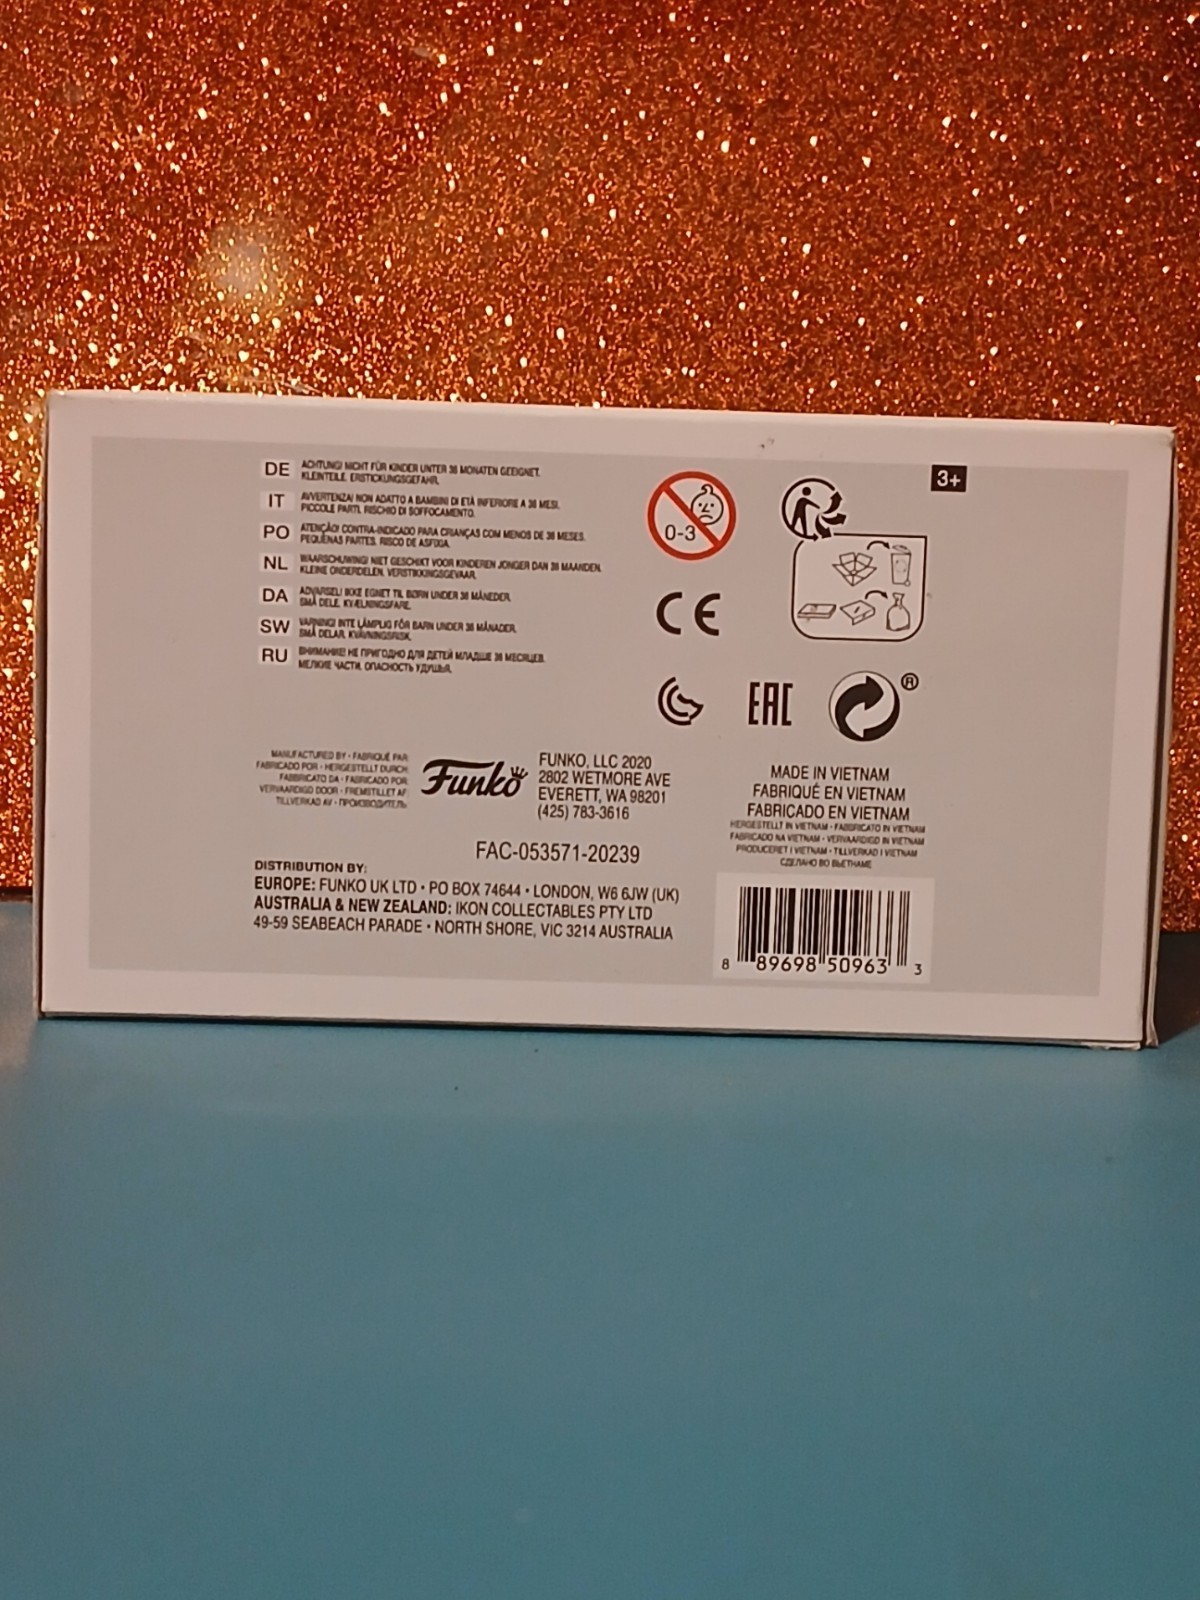 DE ACHTUNG! NICHT FÜR KINDER UNTER 36 MONATEN GEEIGNET.
KLEINTEILE. ERSTICKUNGSGEFAHR.
IT AVVERTENZA! NON ADATTO A BAMBINI DI ETÀ INFERIORE A 36 MESI.
PICCOLE PARTI. RISCHIO DI SOFFOCAMENTO.
PO ATENÇÃO! CONTRA-INDICADO PARA CRIANÇAS COM MENOS DE 36 MESES.
PEQUENAS PARTES. RISCO DE ASFIXIA.
NL WAARSCHUWING! NIET GESCHIKT VOOR KINDEREN JONGER DAN 36 MAANDEN.
KLEINE ONDERDELEN. VERSTIKKINGSGEVAAR.
DA ADVARSEL! IKKE EGNET TIL BØRN UNDER 36 MÅNEDER.
SMÅ DELE. KVÆLNINGSFARE.
SW VARNING! INTE LÄMPLIG FÖR BARN UNDER 36 MÅNADER.
SMÅ DELAR. KVÄVNINGSRISK.
RU ВНИМАНИЕ! НЕ ПРИГОДНО ДЛЯ ДЕТЕЙ МЛАДШЕ 36 МЕСЯЦЕВ.
МЕЛКИЕ ЧАСТИ. ОПАСНОСТЬ УДУШЬЯ.
0-3
3+
CE
EAC
®
MANUFACTURED BY • FABRIQUÉ PAR
FABRICADO POR • HERGESTELLT DURCH
FABBRICATO DA • FABRICADO POR
VERVAARDIGD DOOR • FREMSTILLET AF
TILLVERKAD AV • ПРОИЗВОДИТЕЛЬ
Funko
FUNKO, LLC 2020
2802 WETMORE AVE
EVERETT, WA 98201
(425) 783-3616
MADE IN VIETNAM
FABRIQUÉ EN VIETNAM
FABRICADO EN VIETNAM
HERGESTELLT IN VIETNAM • FABBRICATO IN VIETNAM
FABRICADO NA VIETNAM • VERVAARDIGD IN VIETNAM
PRODUCERET I VIETNAM • TILLVERKAD I VIETNAM
СДЕЛАНО ВО ВЬЕТНАМЕ
FAC-053571-20239
DISTRIBUTION BY:
EUROPE: FUNKO UK LTD • PO BOX 74644 • LONDON, W6 6JW (UK)
AUSTRALIA & NEW ZEALAND: IKON COLLECTABLES PTY LTD
49-59 SEABEACH PARADE • NORTH SHORE, VIC 3214 AUSTRALIA
8 89698 50963 3